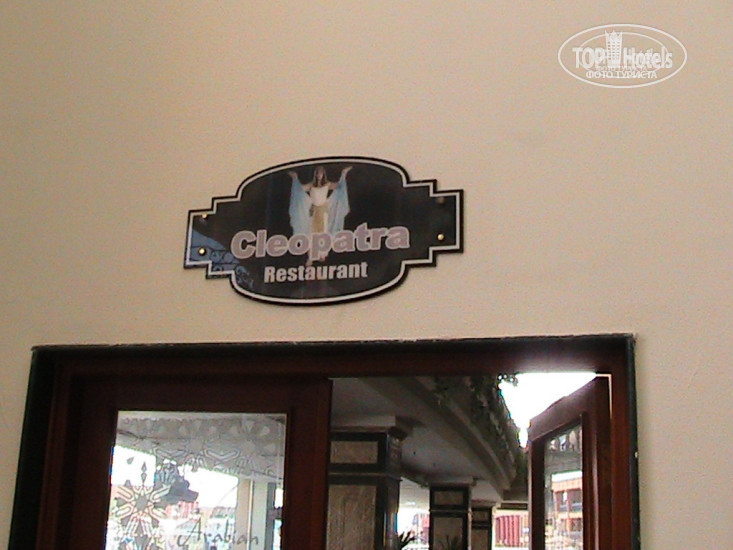 TOP Hotels
ФОТО ТУРИСТА
Cleopatra
Restaurant
Arabian